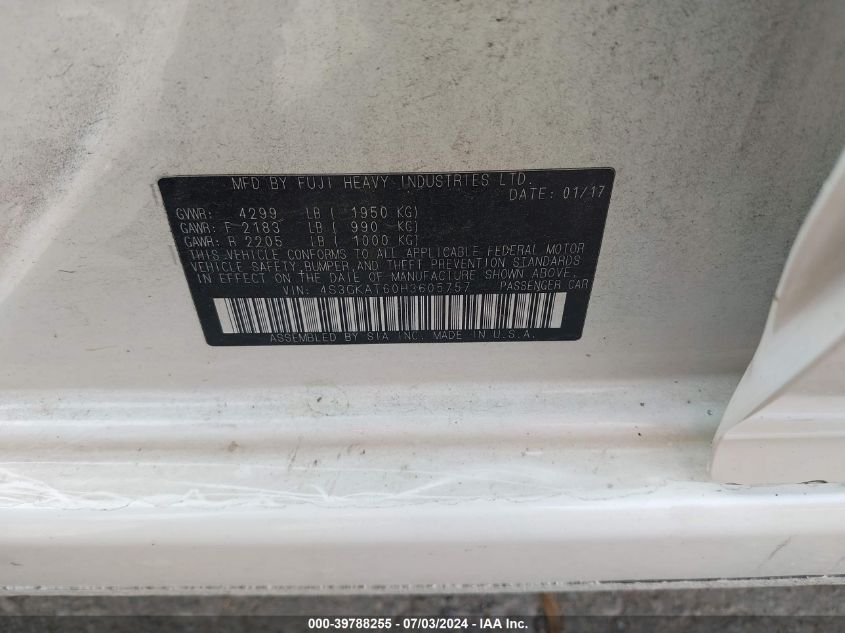 MFD BY FUJI HEAVY INDUSTRIES LTD.
DATE: 01/17
GVWR: 4299 LB ( 1950 KG)
GAWR: F 2183 LB ( 990 KG)
GAWR: R 2205 LB ( 1000 KG)
THIS VEHICLE CONFORMS TO ALL APPLICABLE FEDERAL MOTOR
VEHICLE SAFETY,BUMPER,AND THEFT PREVENTION STANDARDS
IN EFFECT ON THE DATE OF MANUFACTURE SHOWN ABOVE.
VIN: 4S3GKAT60H3605757 PASSENGER CAR
ASSEMBLED BY SIA INC. MADE IN U.S.A.
000-39788255 - 07/03/2024 - IAAI.com